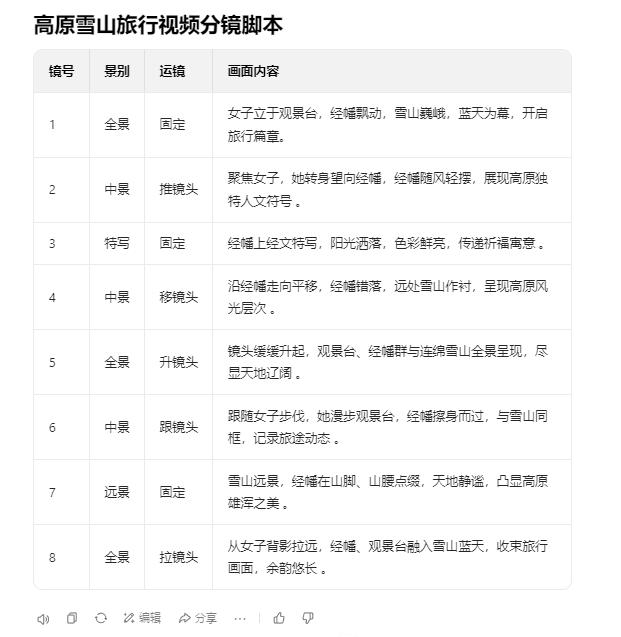 高原雪山旅行视频分镜脚本
镜号 景别 运镜 画面内容
1 全景 固定 女子立于观景台，经幡飘动，雪山巍峨，蓝天为幕，开启
旅行篇章。
2 中景 推镜头 聚焦女子，她转身望向经幡，经幡随风轻摆，展现高原独
特人文符号 。
3 特写 固定 经幡上经文特写，阳光洒落，色彩鲜亮，传递祈福寓意 。
4 中景 移镜头 沿经幡走向平移，经幡错落，远处雪山作衬，呈现高原风
光层次 。
5 全景 升镜头 镜头缓缓升起，观景台、经幡群与连绵雪山全景呈现，尽
显天地辽阔 。
6 中景 跟镜头 跟随女子步伐，她漫步观景台，经幡擦身而过，与雪山同
框，记录旅途动态 。
7 远景 固定 雪山远景，经幡在山脚、山腰点缀，天地静谧，凸显高原
雄浑之美 。
8 全景 拉镜头 从女子背影拉远，经幡、观景台融入雪山蓝天，收束旅行
画面，余韵悠长 。
编辑 分享